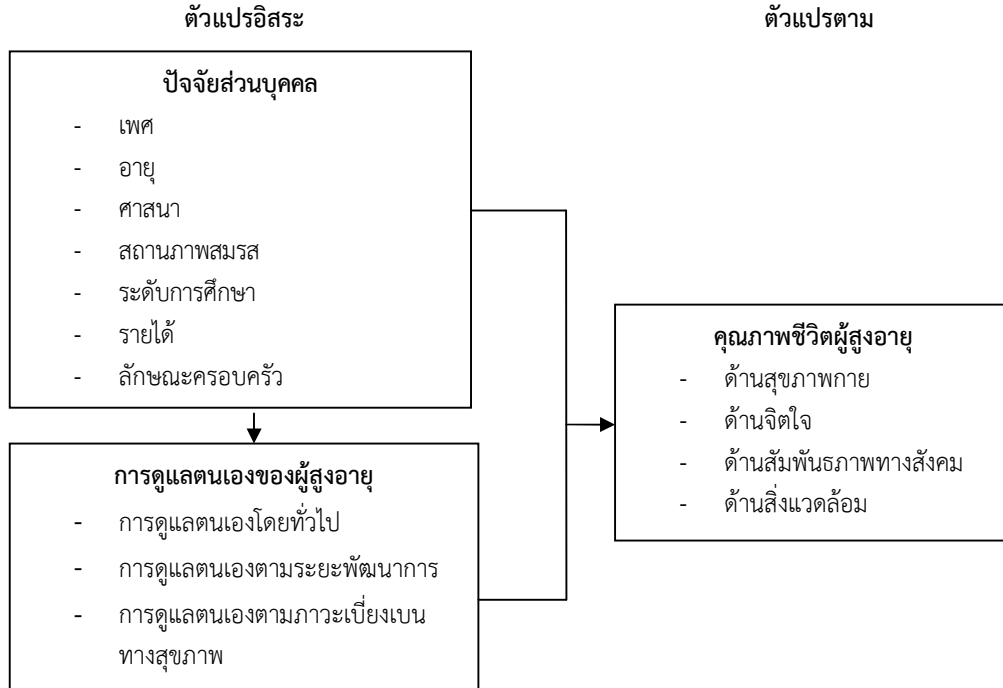 ตัวแปรอิสระ
ตัวแปรตาม
ปัจจัยส่วนบุคคล
- เพศ
- อายุ
- ศาสนา
- สถานภาพสมรส
- ระดับการศึกษา
- รายได้
- ลักษณะครอบครัว
การดูแลตนเองของผู้สูงอายุ
- การดูแลตนเองโดยทั่วไป
- การดูแลตนเองตามระยะพัฒนาการ
- การดูแลตนเองตามภาวะเบี่ยงเบน
ทางสุขภาพ
คุณภาพชีวิตผู้สูงอายุ
- ด้านสุขภาพกาย
- ด้านจิตใจ
- ด้านสัมพันธภาพทางสังคม
- ด้านสิ่งแวดล้อม